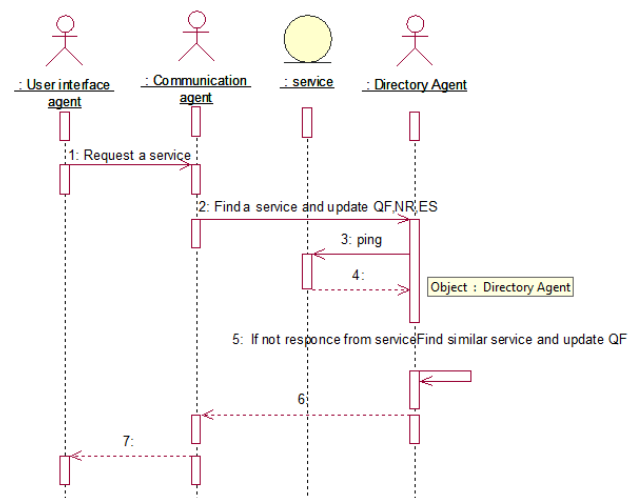 : User interface
agent
: Communication
agent
: service
: Directory Agent
1: Request a service
2: Find a service and update QF,NR,ES
3: ping
4:
Object : Directory Agent
5: If not responce from serviceFind similar service and update QF
6
7: